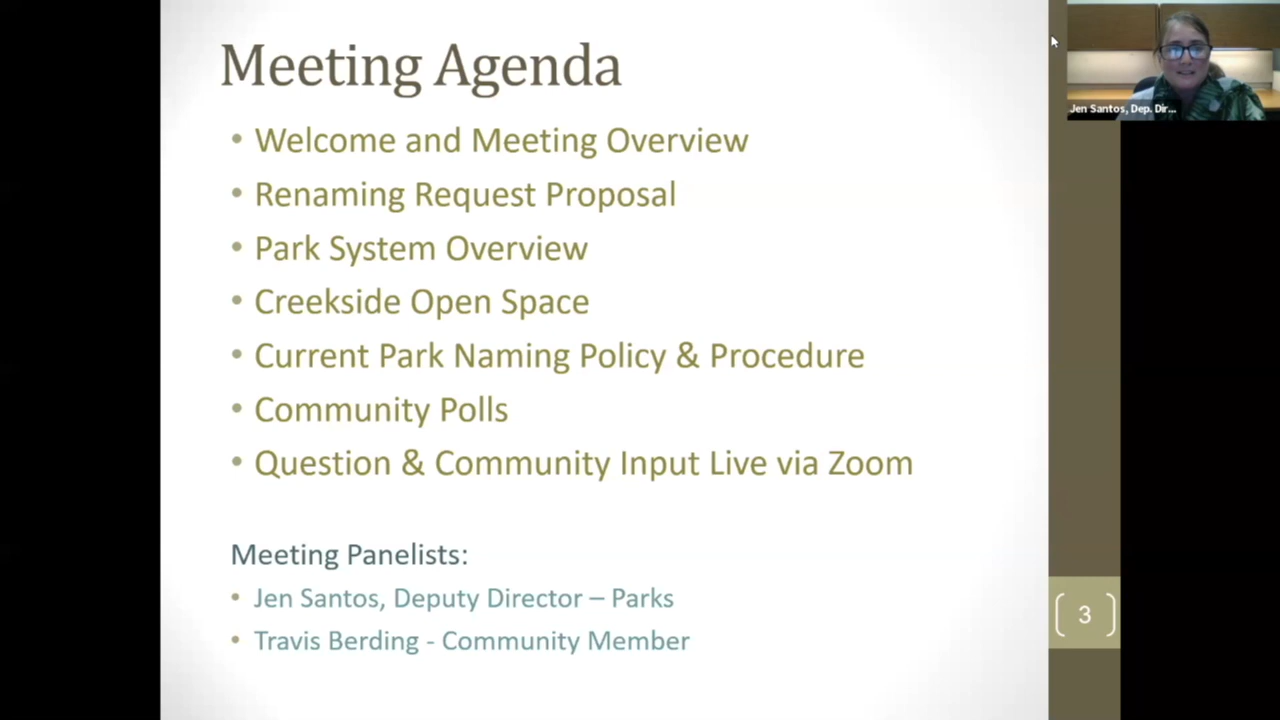 Meeting Agenda
• Welcome and Meeting Overview
• Renaming Request Proposal
• Park System Overview
• Creekside Open Space
• Current Park Naming Policy & Procedure
• Community Polls
• Question & Community Input Live via Zoom
Meeting Panelists:
• Jen Santos, Deputy Director – Parks
• Travis Berding - Community Member
3
Jen Santos, Dep. Dir...